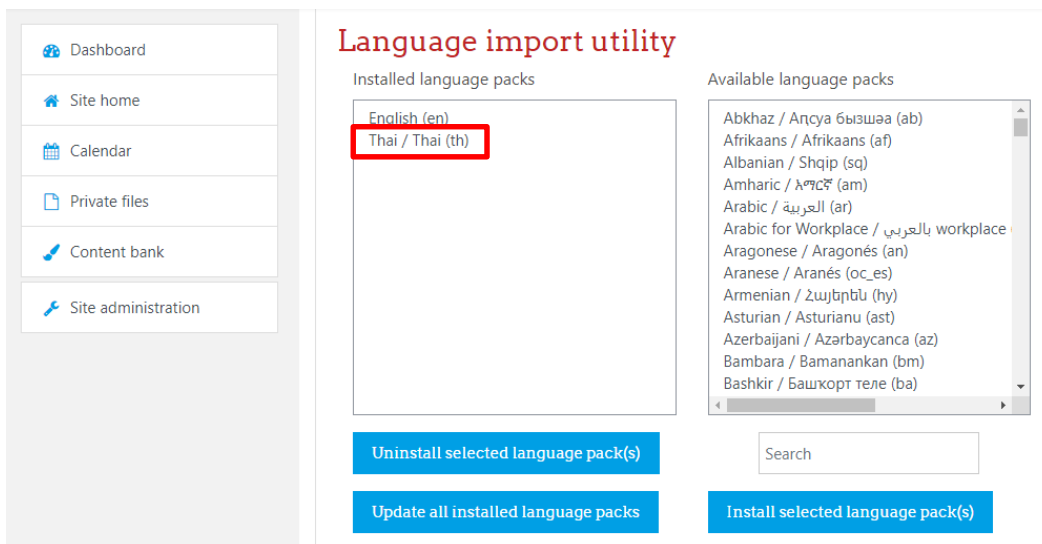 Dashboard
Site home
Calendar
Private files
Content bank
Site administration
Language import utility
Installed language packs
English (en)
Thai / Thai (th)
Uninstall selected language pack(s)
Update all installed language packs
Available language packs
Abkhaz / Аҧсуа бызшәа (ab)
Afrikaans / Afrikaans (af)
Albanian / Shqip (sq)
Amharic / አማርኛ (am)
Arabic / العربية (ar)
Arabic for Workplace / بالعربي workplace (
Aragonese / Aragonés (an)
Aranese / Aranés (oc_es)
Armenian / Հայերեն (hy)
Asturian / Asturianu (ast)
Azerbaijani / Azərbaycanca (az)
Bambara / Bamanankan (bm)
Bashkir / Башҡорт теле (ba)
Search
Install selected language pack(s)